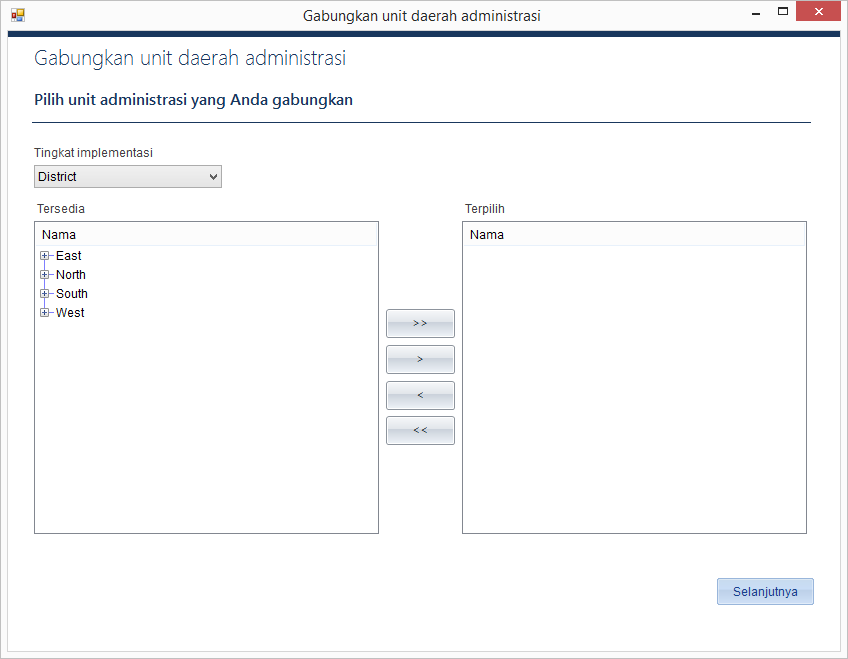 Gabungkan unit daerah administrasi
Gabungkan unit daerah administrasi
Pilih unit administrasi yang Anda gabungkan
Tingkat implementasi
District
Tersedia
Nama
East
North
South
West
>>
>
<
<<
Terpilih
Nama
Selanjutnya